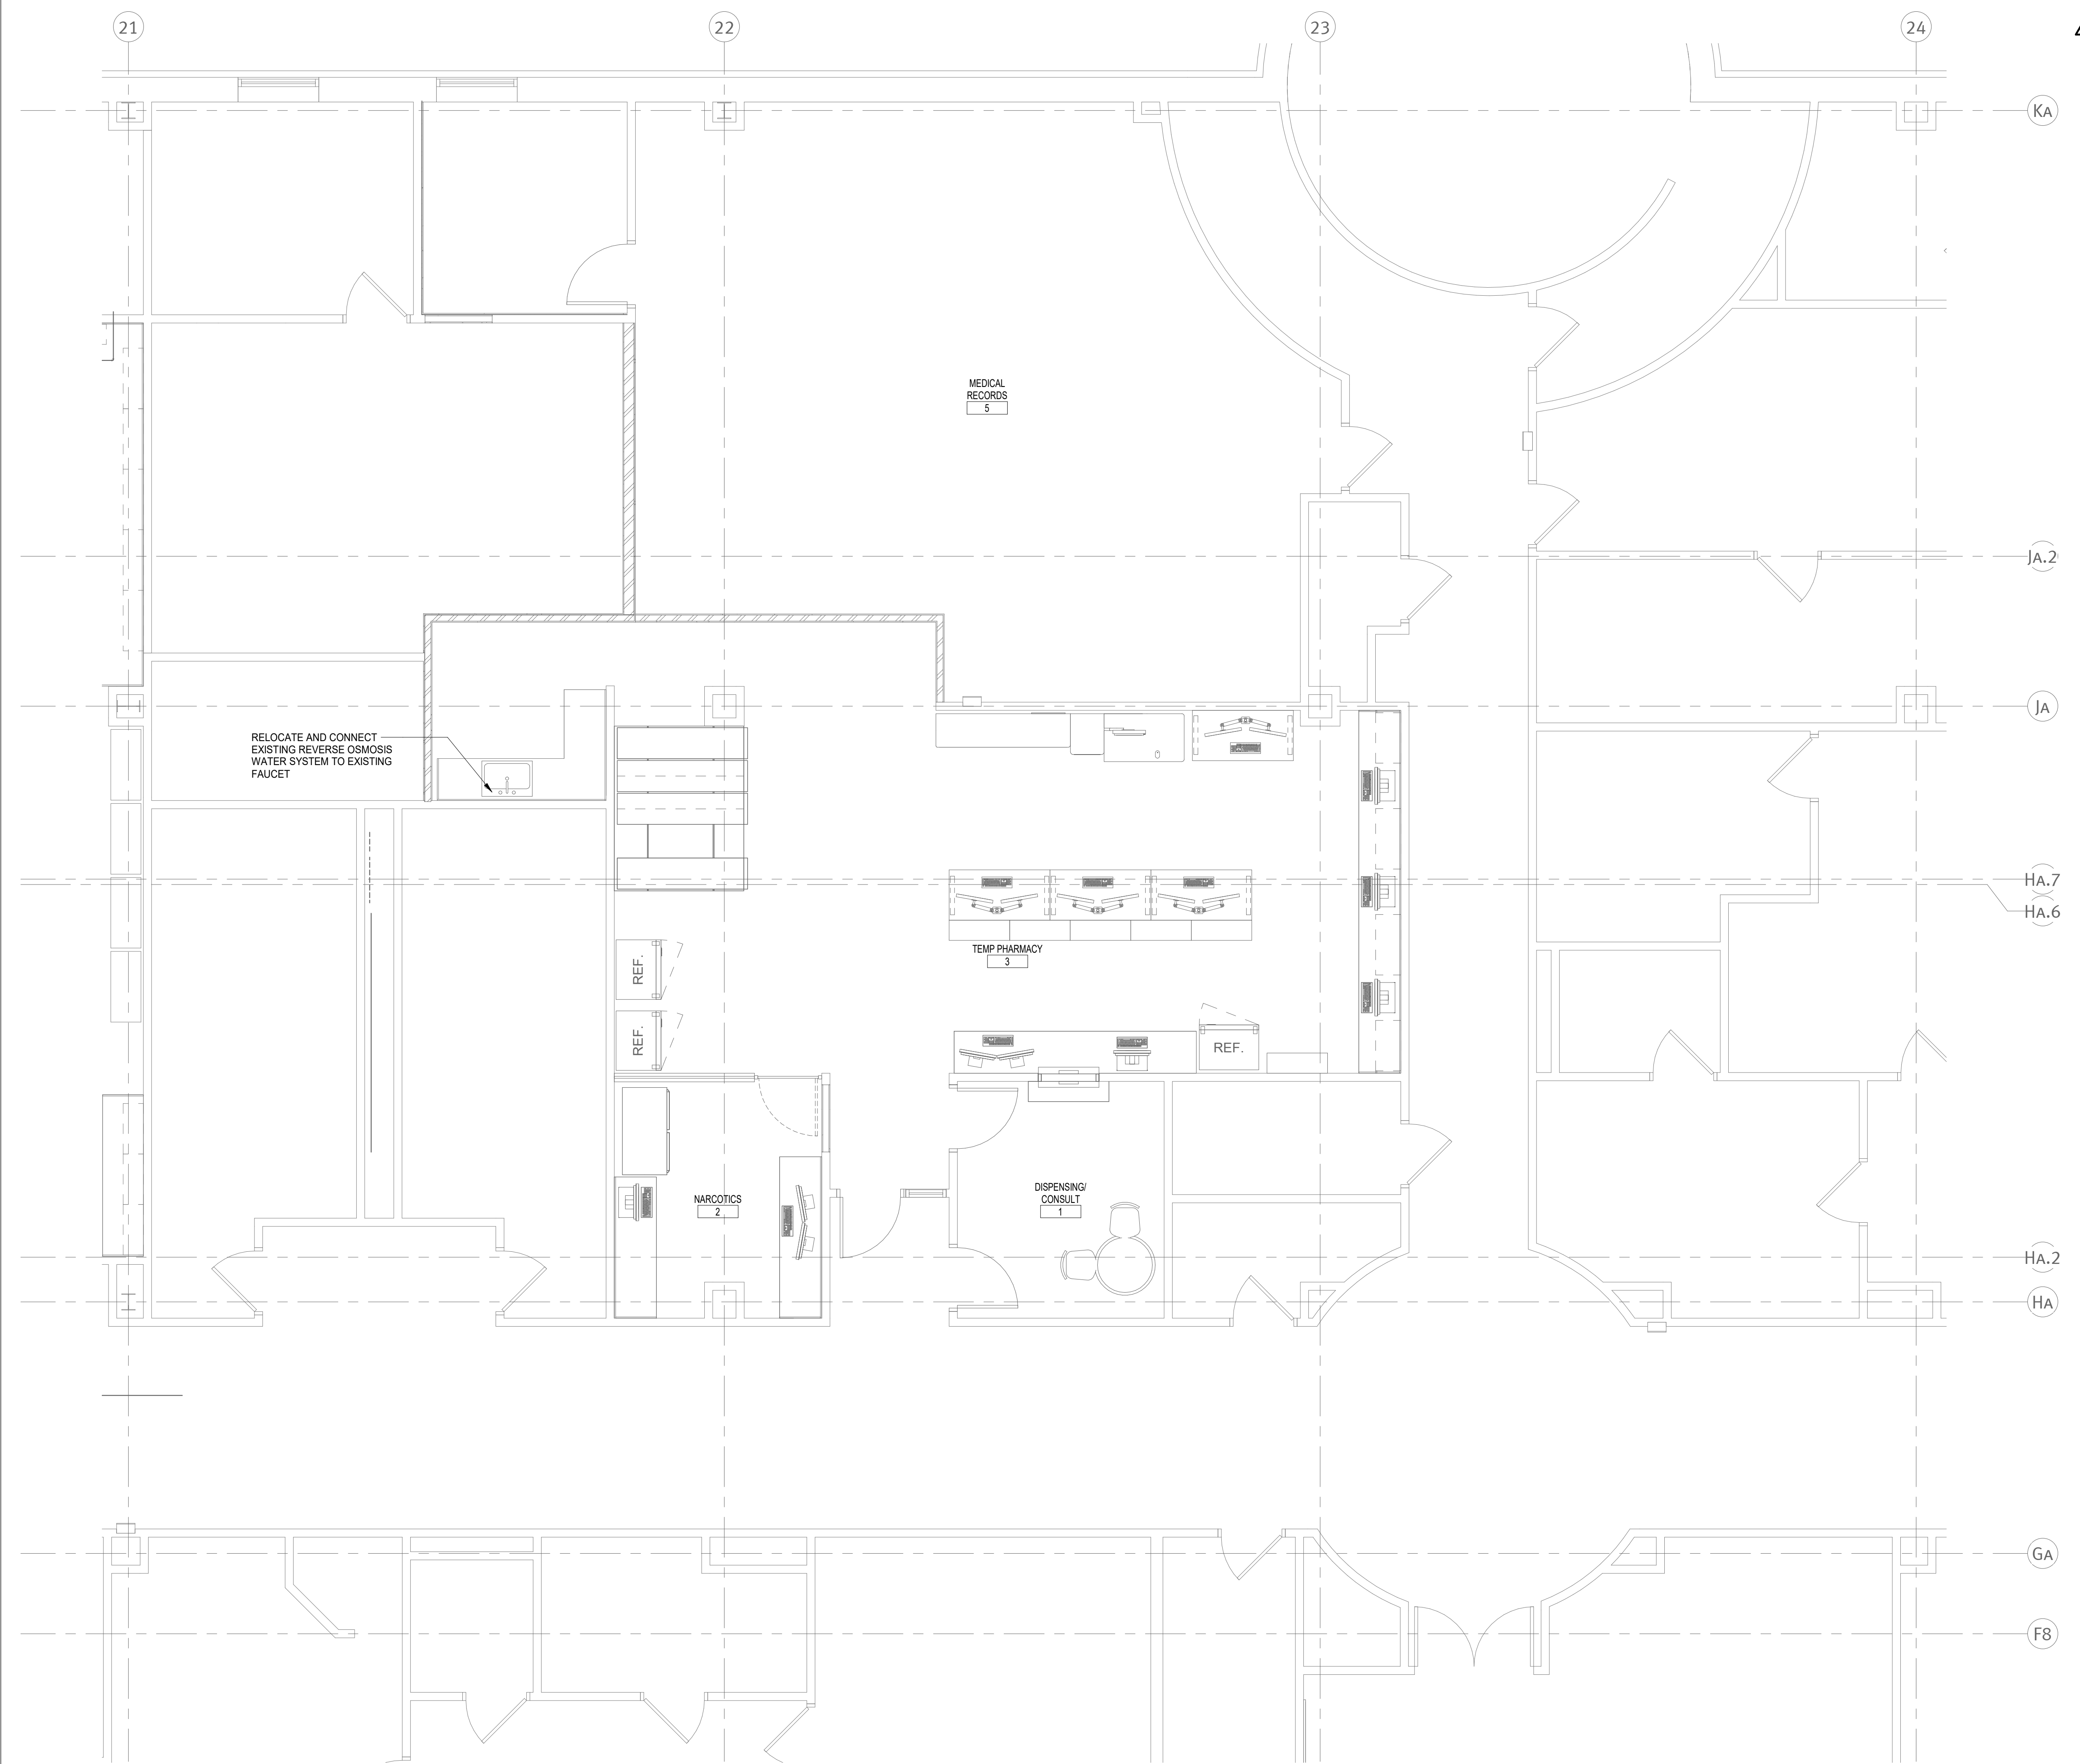 21
22
23
24
4
KA
MEDICAL
RECORDS
5
JA.2
JA
RELOCATE AND CONNECT
EXISTING REVERSE OSMOSIS
WATER SYSTEM TO EXISTING
FAUCET
HA.7
HA.6
TEMP PHARMACY
3
REF.
REF.
REF.
NARCOTICS
2
DISPENSING/
CONSULT
1
HA.2
HA
GA
F8